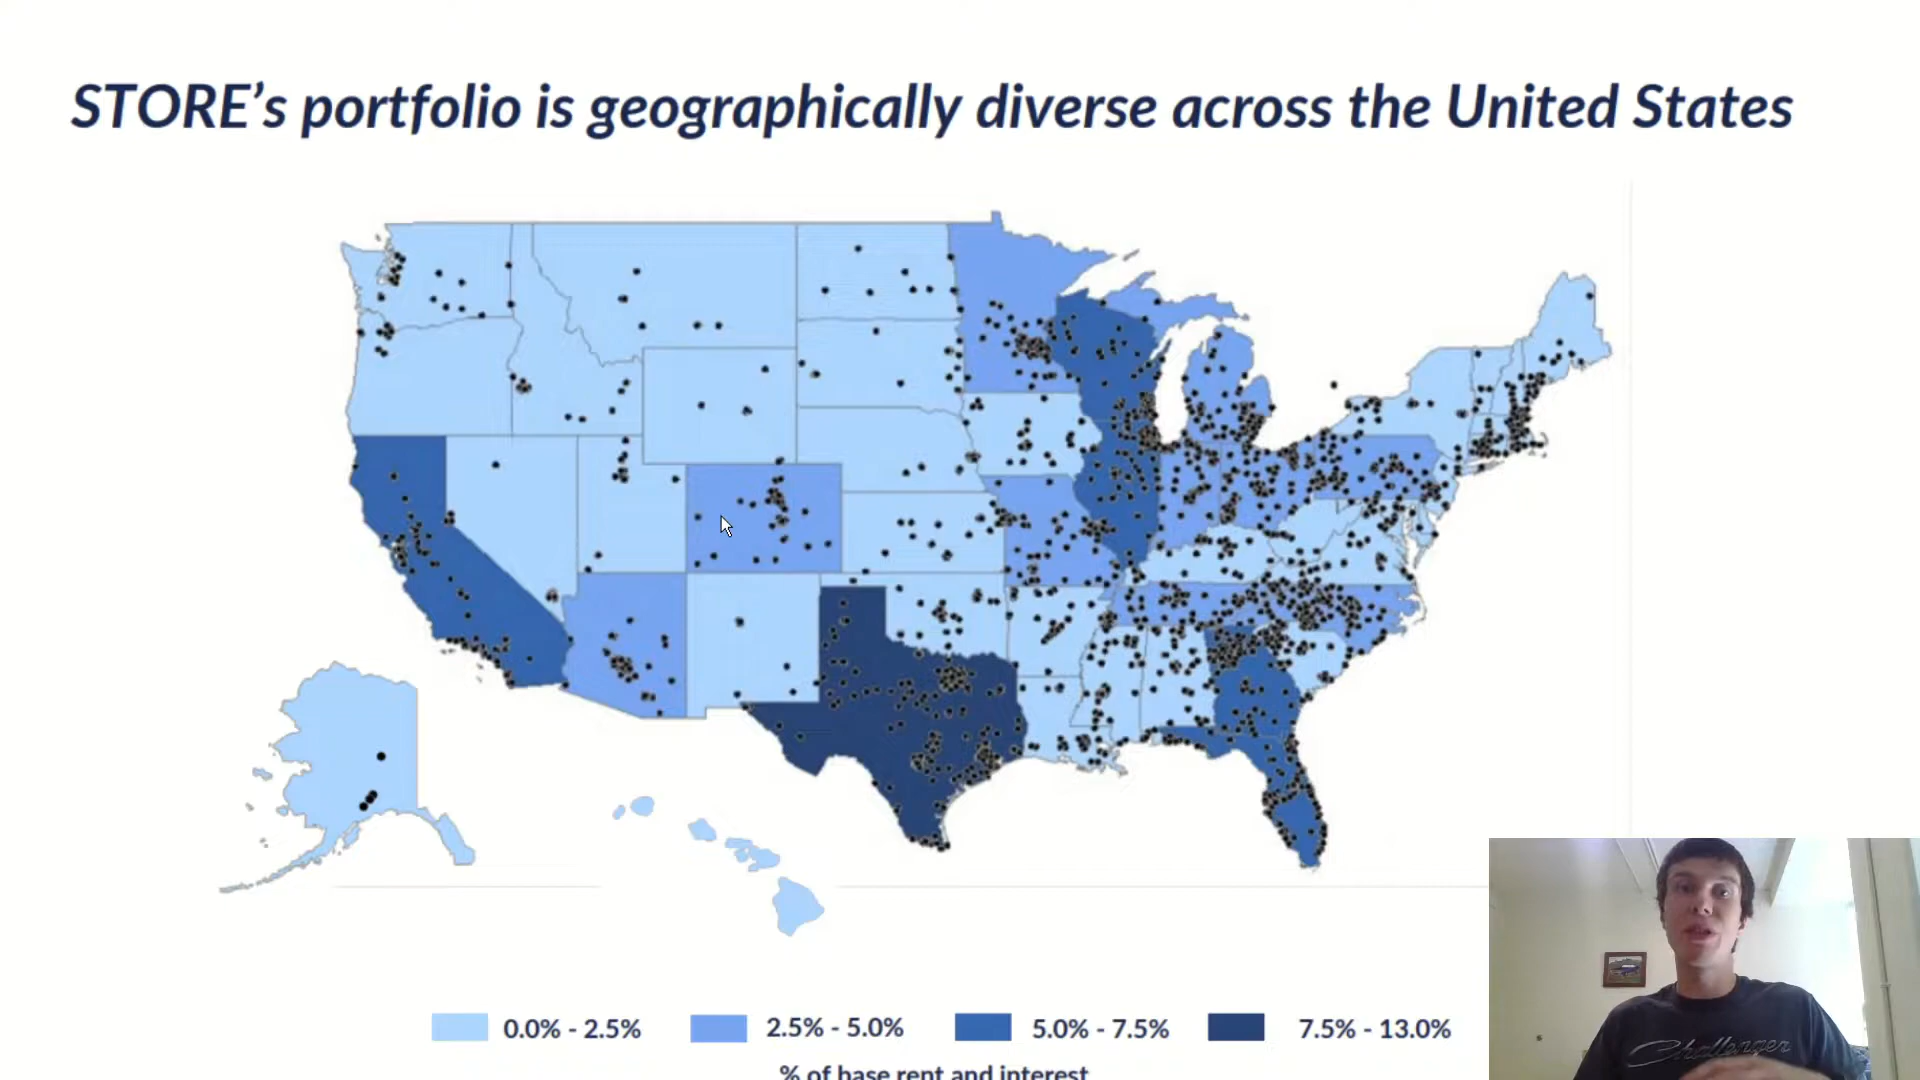 STORE’s portfolio is geographically diverse across the United States
0.0% - 2.5% 2.5% - 5.0% 5.0% - 7.5% 7.5% - 13.0%
% of base rent and interest
Challenger